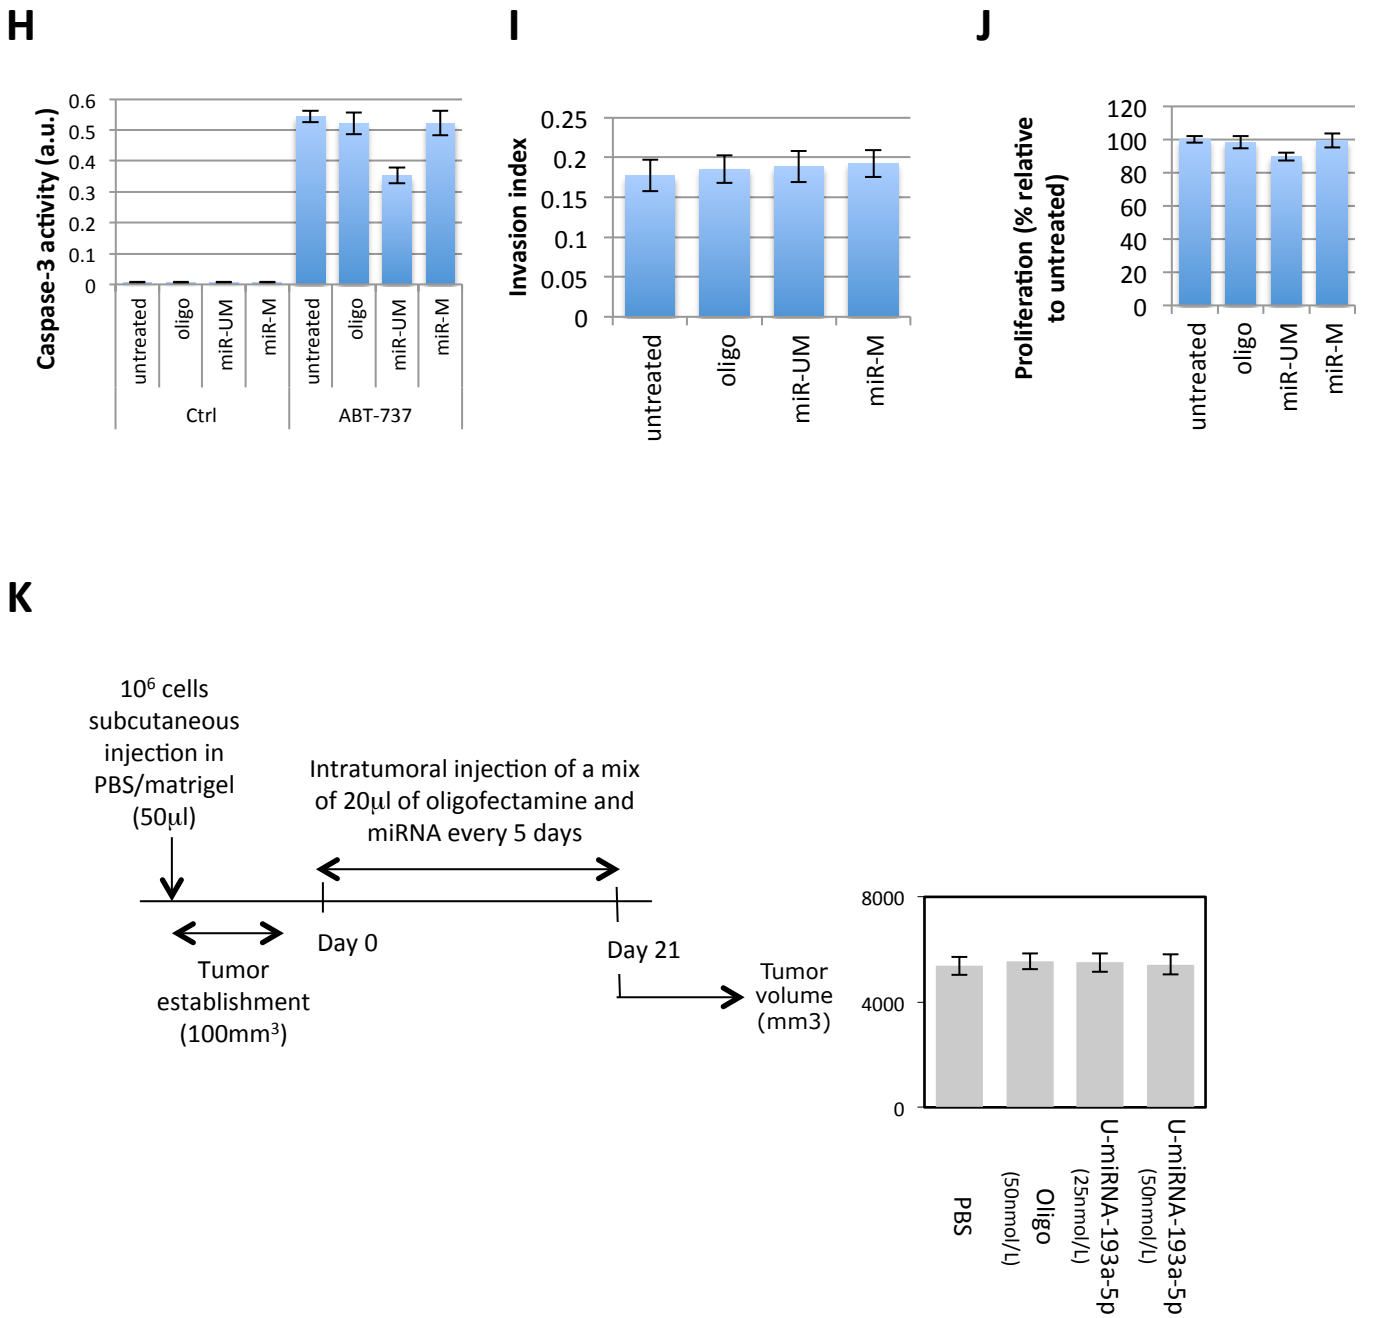 H
I
J
Caspase-3 activity (a.u.)
0.6
0.5
0.4
0.3
0.2
0.1
0
untreated
oligo
miR-UM
miR-M
untreated
oligo
miR-UM
miR-M
Ctrl
ABT-737
Invasion index
0.25
0.2
0.15
0.1
0.05
0
untreated
oligo
miR-UM
miR-M
Proliferation (% relative
to untreated)
120
100
80
60
40
20
0
untreated
oligo
miR-UM
miR-M
K
10⁶ cells
subcutaneous
injection in
PBS/matrigel
(50µl)
Intratumoral injection of a mix
of 20µl of oligofectamine and
miRNA every 5 days
Day 0
Day 21
Tumor
establishment
(100mm³)
Tumor
volume
(mm3)
8000
4000
0
PBS
Oligo
(50nmol/L)
U-miRNA-193a-5p
(25nmol/L)
U-miRNA-193a-5p
(50nmol/L)